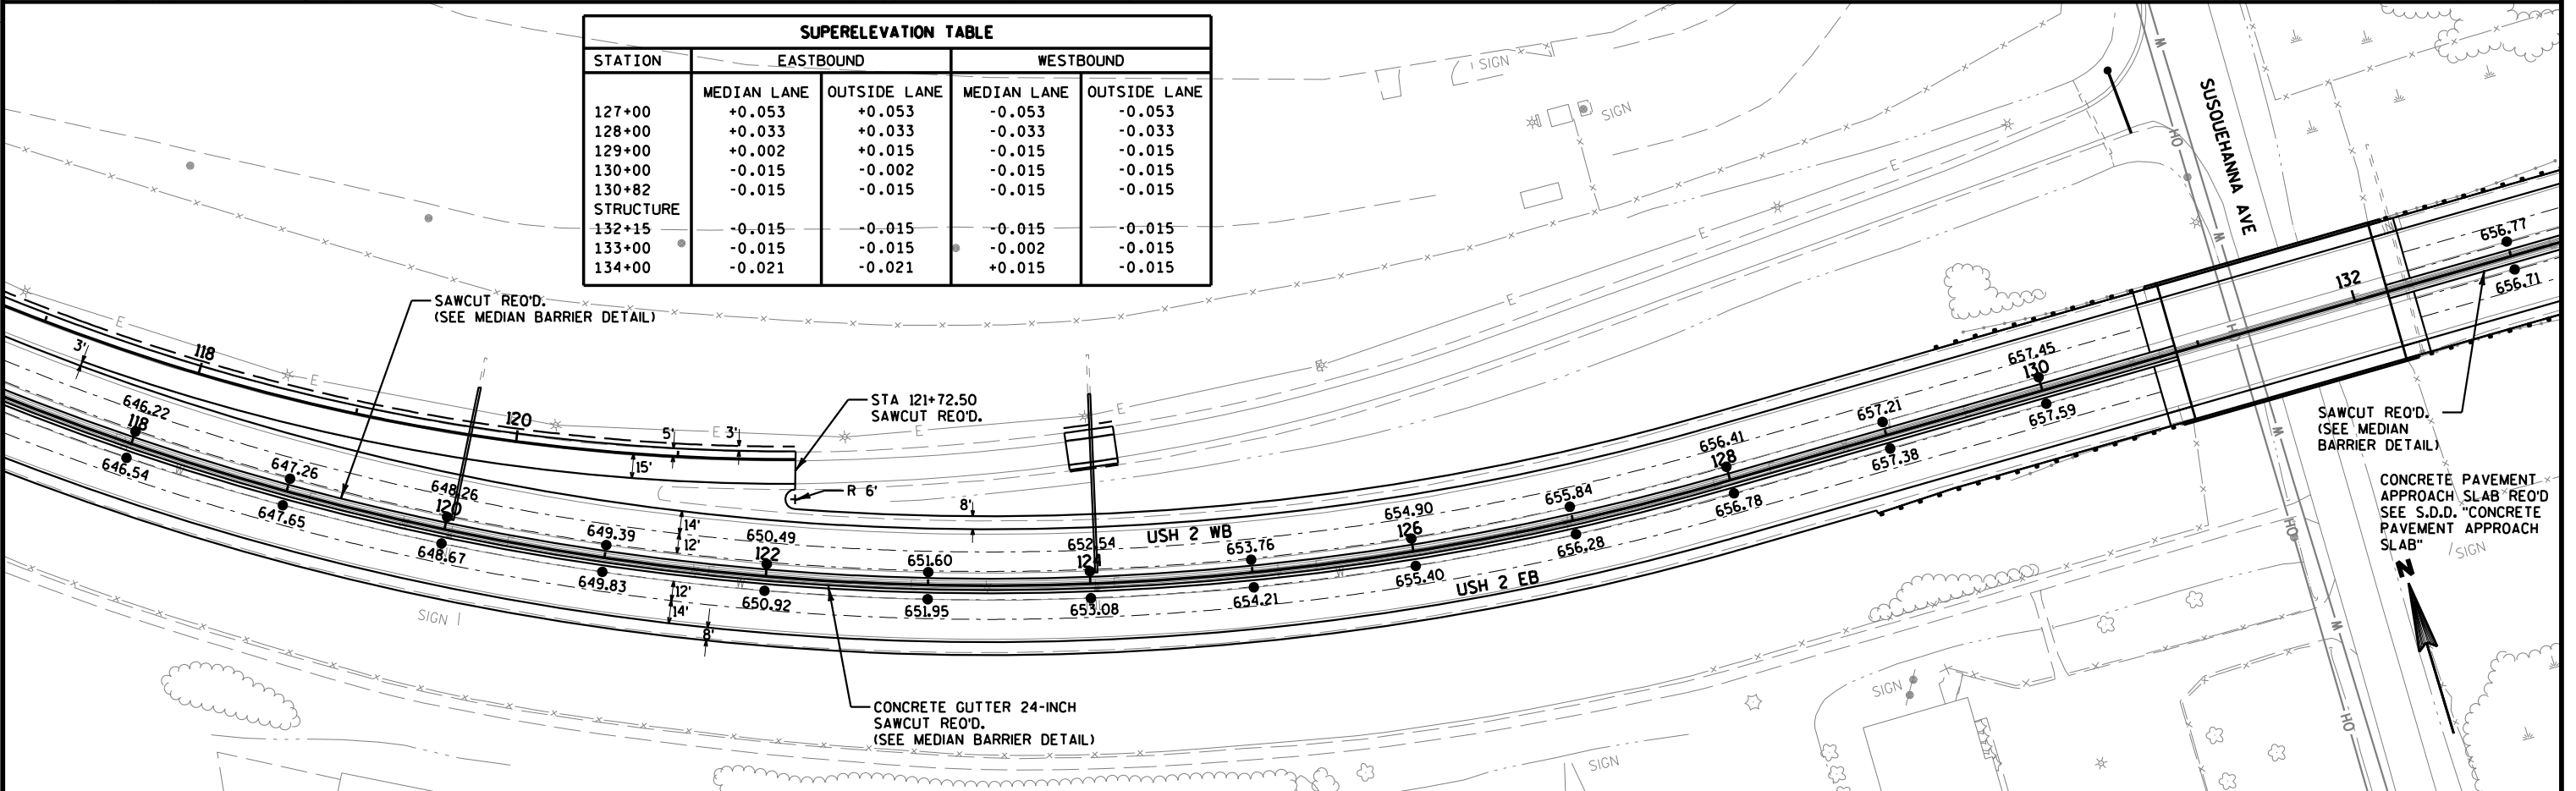 SUPERELEVATION TABLE
STATION EASTBOUND WESTBOUND
MEDIAN LANE OUTSIDE LANE MEDIAN LANE OUTSIDE LANE
127+00 +0.053 +0.053 -0.053 -0.053
128+00 +0.033 +0.033 -0.033 -0.033
129+00 +0.002 +0.015 -0.015 -0.015
130+00 -0.015 -0.002 -0.015 -0.015
130+82 -0.015 -0.015 -0.015 -0.015
STRUCTURE
132+15 -0.015 -0.015 -0.015 -0.015
133+00 -0.015 -0.015 -0.002 -0.015
134+00 -0.021 -0.021 +0.015 -0.015
SIGN
SIGN
SUSQUEHANNA AVE
W
OH
W
OH
W
OH
W
OH
SAWCUT REQ'D.
(SEE MEDIAN BARRIER DETAIL)
STA 121+72.50
SAWCUT REQ'D.
R 6'
3'
118
120
5'
3'
15'
8'
14'
12'
12'
14'
8'
E
E
E
E
E
E
E
E
E
646.22
118
646.54
647.26
647.65
648.26
120
648.67
649.39
649.83
650.49
122
650.92
651.60
651.95
652.54
124
653.08
653.76
654.21
654.90
126
655.40
655.84
656.28
656.41
128
656.78
657.21
657.38
657.45
130
657.59
132
656.77
656.71
USH 2 WB
USH 2 EB
SAWCUT REQ'D.
(SEE MEDIAN
BARRIER DETAIL)
CONCRETE PAVEMENT
APPROACH SLAB REQ'D
SEE S.D.D. "CONCRETE
PAVEMENT APPROACH
SLAB"
SIGN
N
SIGN
CONCRETE GUTTER 24-INCH
SAWCUT REQ'D.
(SEE MEDIAN BARRIER DETAIL)
SIGN
SIGN